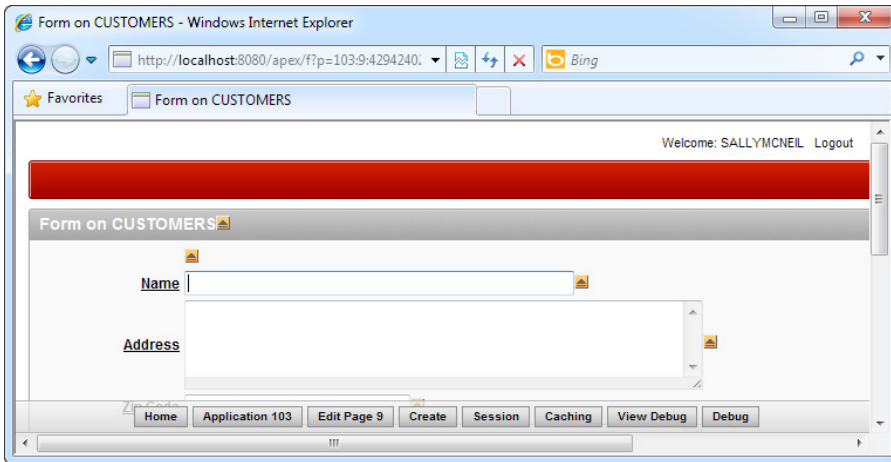 Form on CUSTOMERS - Windows Internet Explorer
http://localhost:8080/apex/f?p=103:9:4294240: Bing
Favorites Form on CUSTOMERS
Welcome: SALLYMCNEIL Logout
Form on CUSTOMERS
Name
Address
Zip Code
Home Application 103 Edit Page 9 Create Session Caching View Debug Debug